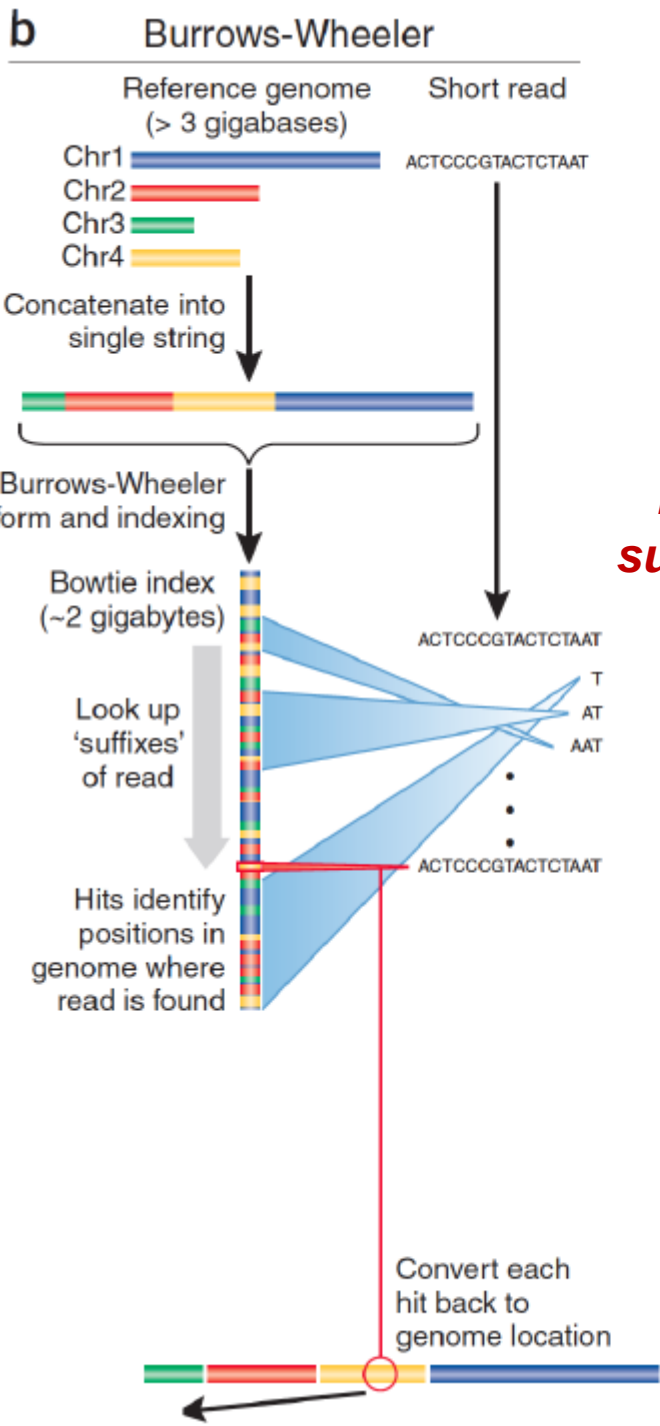 b Burrows-Wheeler
Reference genome
(> 3 gigabases)
Short read
Chr1
ACTCCCGTACTCTAAT
Chr2
Chr3
Chr4
Concatenate into
single string
Burrows-Wheeler
form and indexing
Bowtie index
(~2 gigabytes)
ACTCCCGTACTCTAAT
T
AT
AAT
Look up
‘suffixes’
of read
ACTCCCGTACTCTAAT
Hits identify
positions in
genome where
read is found
Convert each
hit back to
genome location